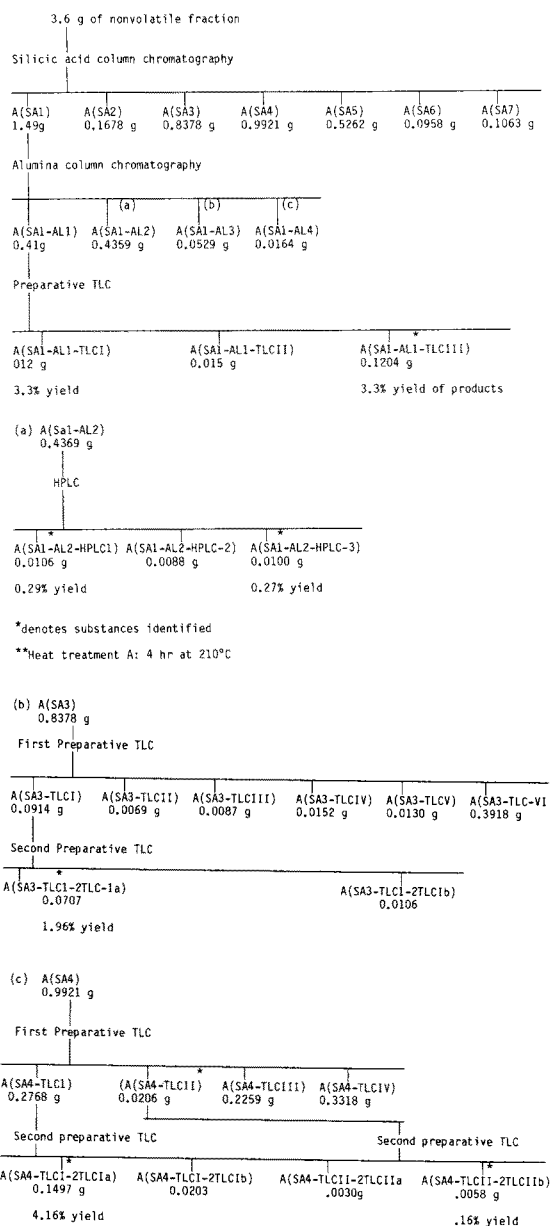 3.6 g of nonvolatile fraction
Silicic acid column chromatography
A(SA1) A(SA2) A(SA3) A(SA4) A(SA5) A(SA6) A(SA7)
1.49g 0.1678 g 0.8378 g 0.9921 g 0.5262 g 0.0958 g 0.1063 g
Alumina column chromatography
(a) (b) (c)
A(SA1-AL1) A(SA1-AL2) A(SA1-AL3) A(SA1-AL4)
0.41g 0.4359 g 0.0529 g 0.0164 g
Preparative TLC
*
A(SA1-AL1-TLCI) A(SA1-AL1-TLCII) A(SA1-AL1-TLCIII)
012 g 0.015 g 0.1204 g
3.3% yield 3.3% yield of products
(a) A(Sa1-AL2)
0.4369 g
HPLC
* *
A(SA1-AL2-HPLC1) A(SA1-AL2-HPLC-2) A(SA1-AL2-HPLC-3)
0.0106 g 0.0088 g 0.0100 g
0.29% yield 0.27% yield
*denotes substances identified
**Heat treatment A: 4 hr at 210°C
(b) A(SA3)
0.8378 g
First Preparative TLC
A(SA3-TLCI) A(SA3-TLCII) A(SA3-TLCIII) A(SA3-TLCIV) A(SA3-TLCV) A(SA3-TLC-VI
0.0914 g 0.0069 g 0.0087 g 0.0152 g 0.0130 g 0.3918 g
Second Preparative TLC
*
A(SA3-TLC1-2TLC-1a) A(SA3-TLC1-2TLCIb)
0.0707 0.0106
1.96% yield
(c) A(SA4)
0.9921 g
First Preparative TLC
*
A(SA4-TLC1) (A(SA4-TLCII) A(SA4-TLCIII) A(SA4-TLCIV)
0.2768 g 0.0206 g 0.2259 g 0.3318 g
Second preparative TLC Second preparative TLC
* *
A(SA4-TLCI-2TLCIa) A(SA4-TLCI-2TLCIb) A(SA4-TLCII-2TLCIIa A(SA4-TLCII-2TLCIIb)
0.1497 g 0.0203 .0030g .0058 g
4.16% yield .16% yield